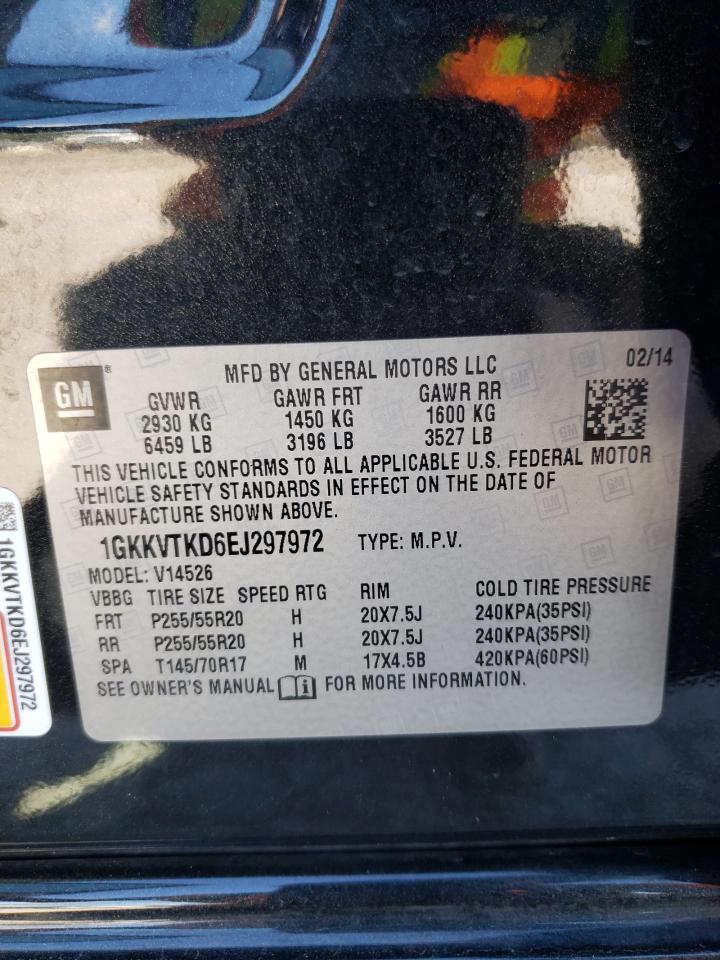 GM ® MFD BY GENERAL MOTORS LLC 02/14
GVWR GAWR FRT GAWR RR
2930 KG 1450 KG 1600 KG
6459 LB 3196 LB 3527 LB
THIS VEHICLE CONFORMS TO ALL APPLICABLE U.S. FEDERAL MOTOR
VEHICLE SAFETY STANDARDS IN EFFECT ON THE DATE OF
MANUFACTURE SHOWN ABOVE.
1GKKVTKD6EJ297972 TYPE: M.P.V.
MODEL: V14526
VBBG TIRE SIZE SPEED RTG RIM COLD TIRE PRESSURE
FRT P255/55R20 H 20X7.5J 240KPA(35PSI)
RR P255/55R20 H 20X7.5J 240KPA(35PSI)
SPA T145/70R17 M 17X4.5B 420KPA(60PSI)
SEE OWNER'S MANUAL FOR MORE INFORMATION.
1GKKVTKD6EJ297972